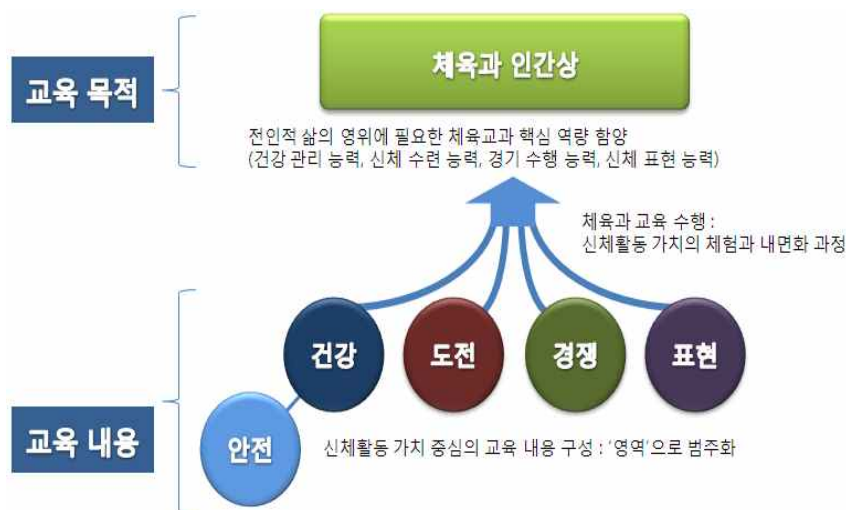 체육과 인간상
교육 목적
전인적 삶의 영위에 필요한 체육교과 핵심 역량 함양
(건강 관리 능력, 신체 수련 능력, 경기 수행 능력, 신체 표현 능력)
체육과 교육 수행 :
신체활동 가치의 체험과 내면화 과정
건강
도전
경쟁
표현
교육 내용
안전
신체활동 가치 중심의 교육 내용 구성 : ‘영역’으로 범주화